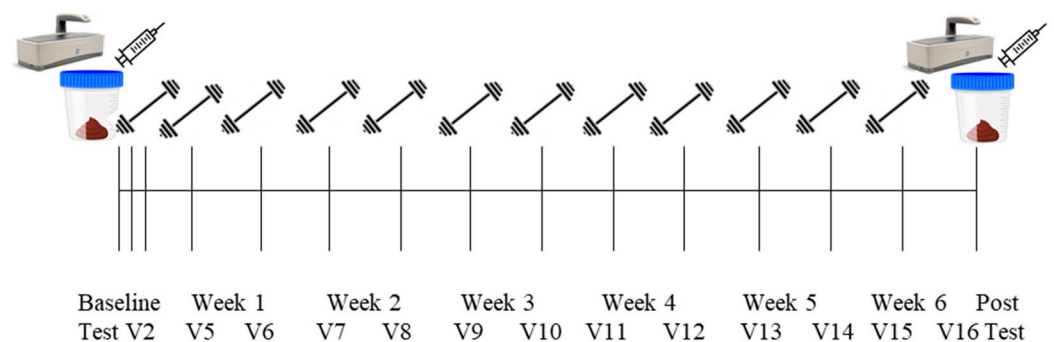 Baseline Week 1 Week 2 Week 3 Week 4 Week 5 Week 6 Post
Test V2 V5 V6 V7 V8 V9 V10 V11 V12 V13 V14 V15 V16 Test